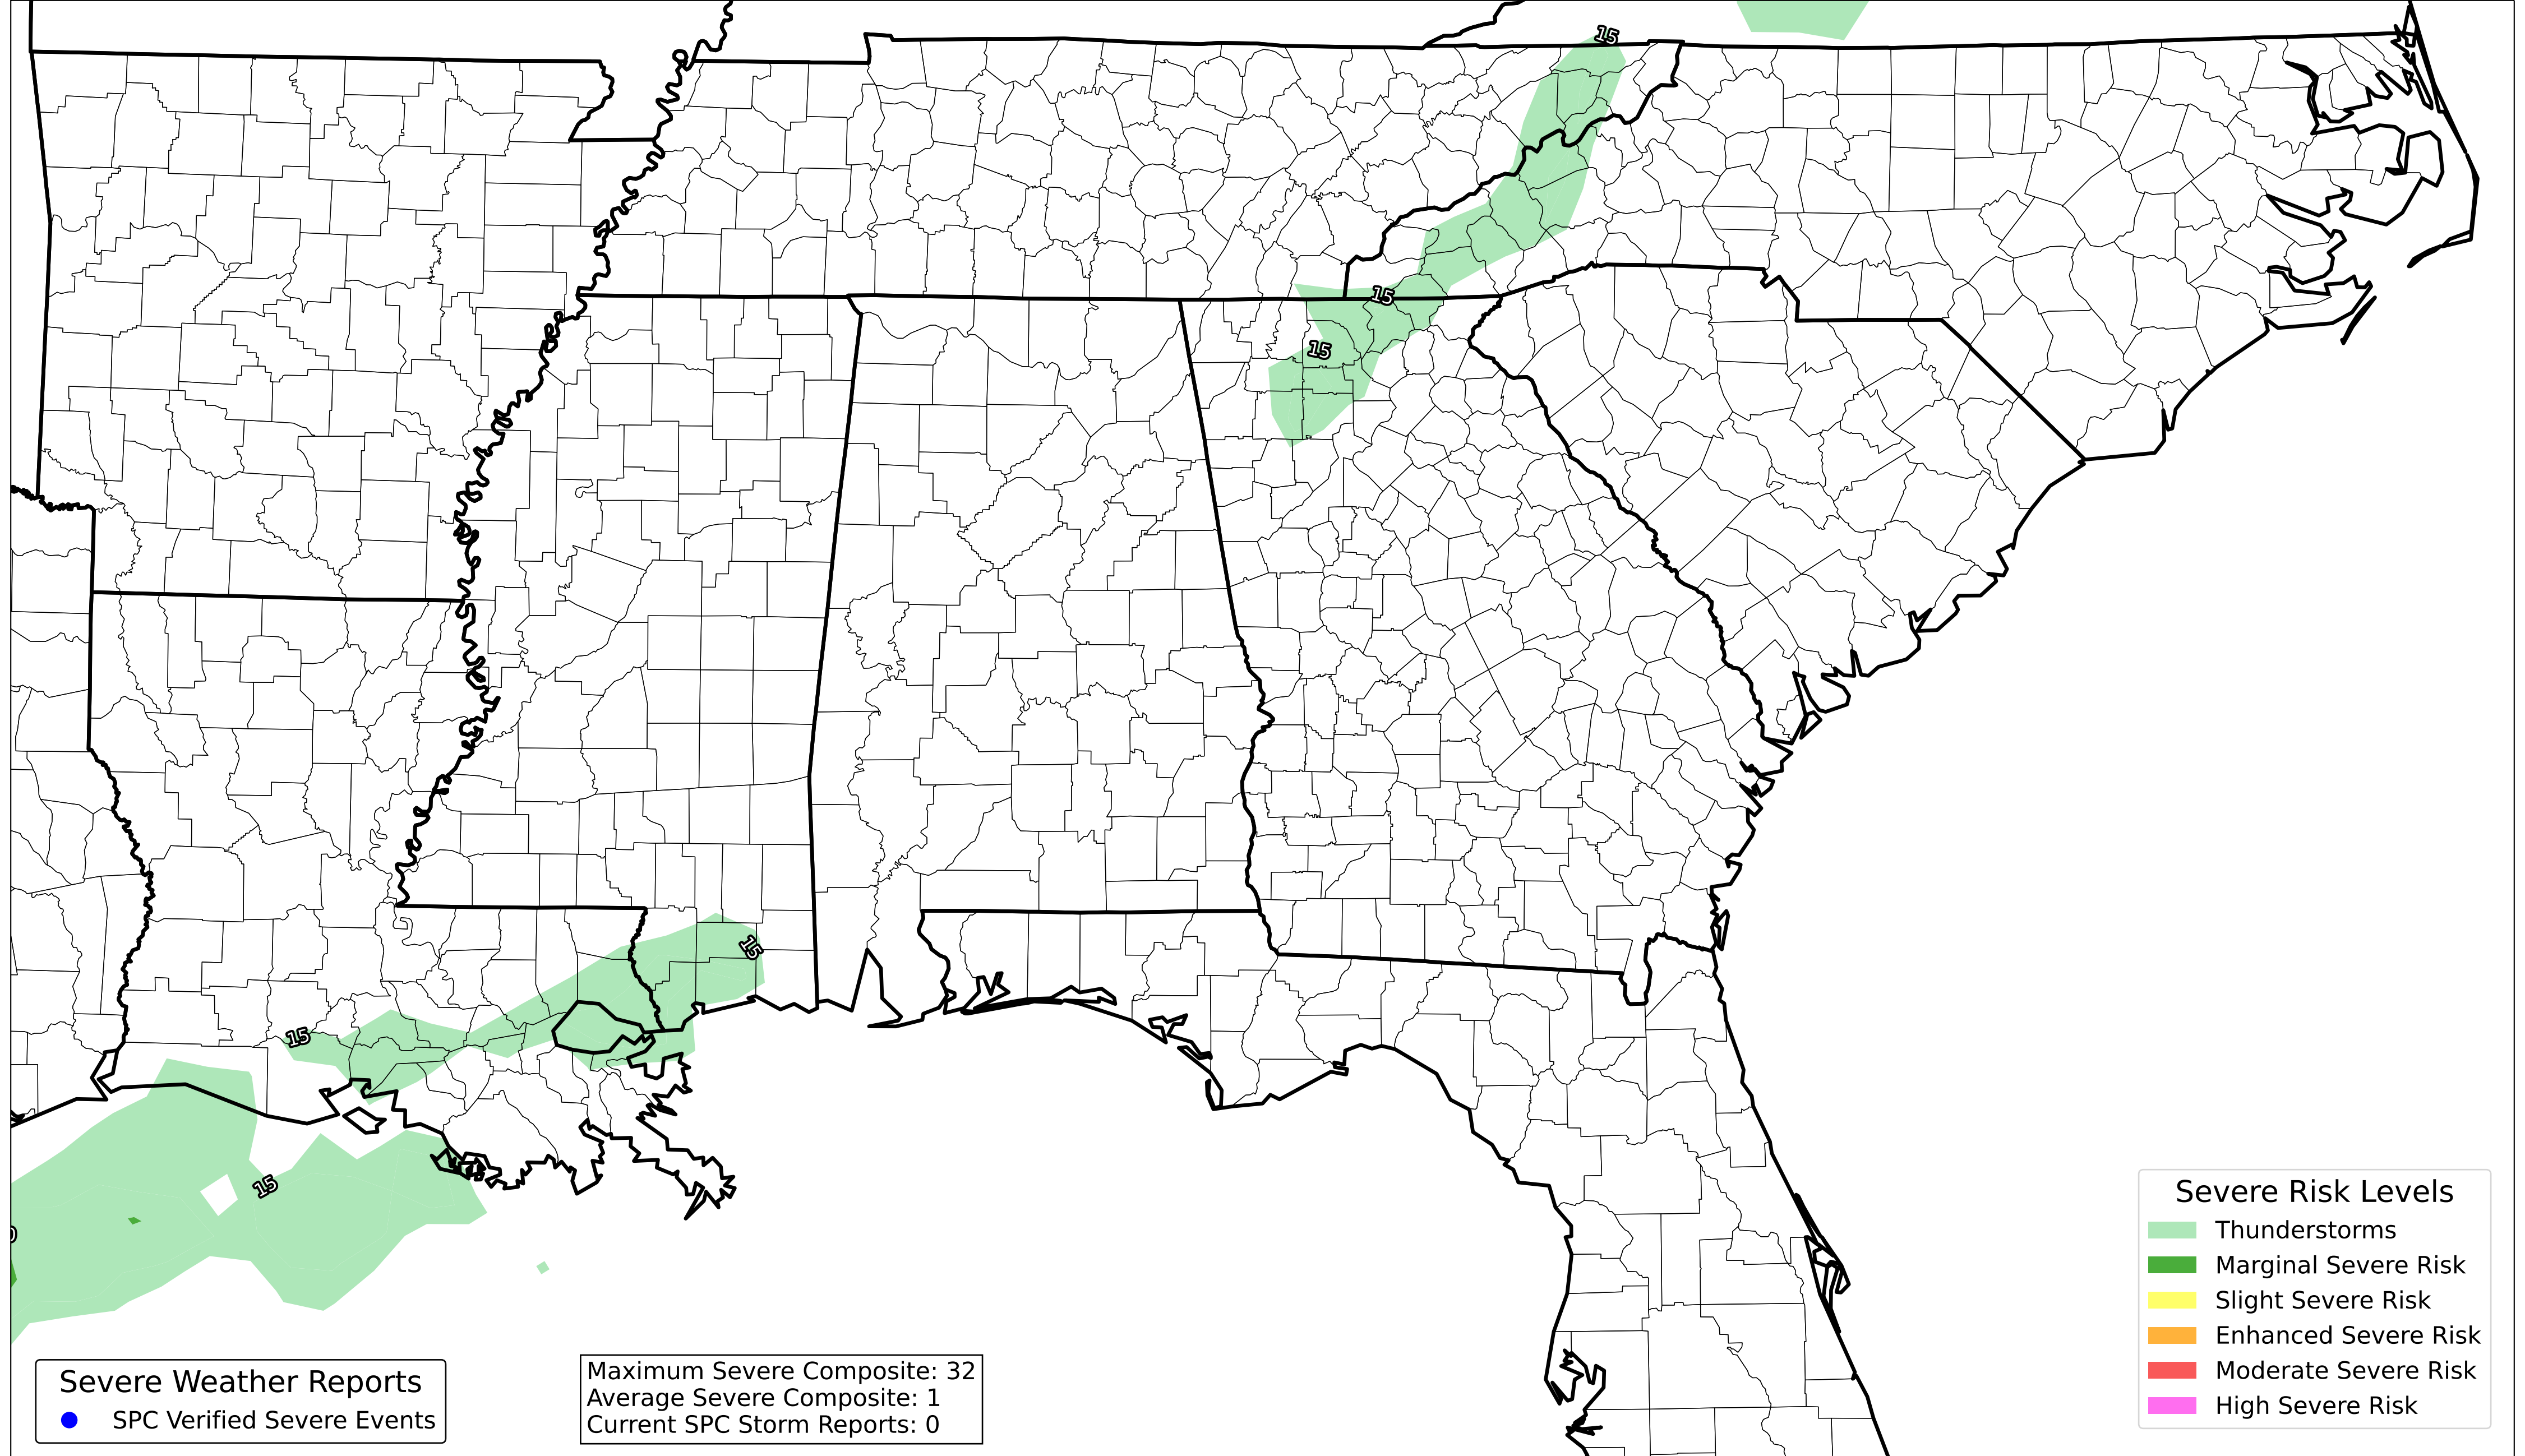 15
15
15
15
15
15
Severe Risk Levels
Thunderstorms
Marginal Severe Risk
Slight Severe Risk
Enhanced Severe Risk
Moderate Severe Risk
High Severe Risk
Severe Weather Reports
SPC Verified Severe Events
Maximum Severe Composite: 32
Average Severe Composite: 1
Current SPC Storm Reports: 0